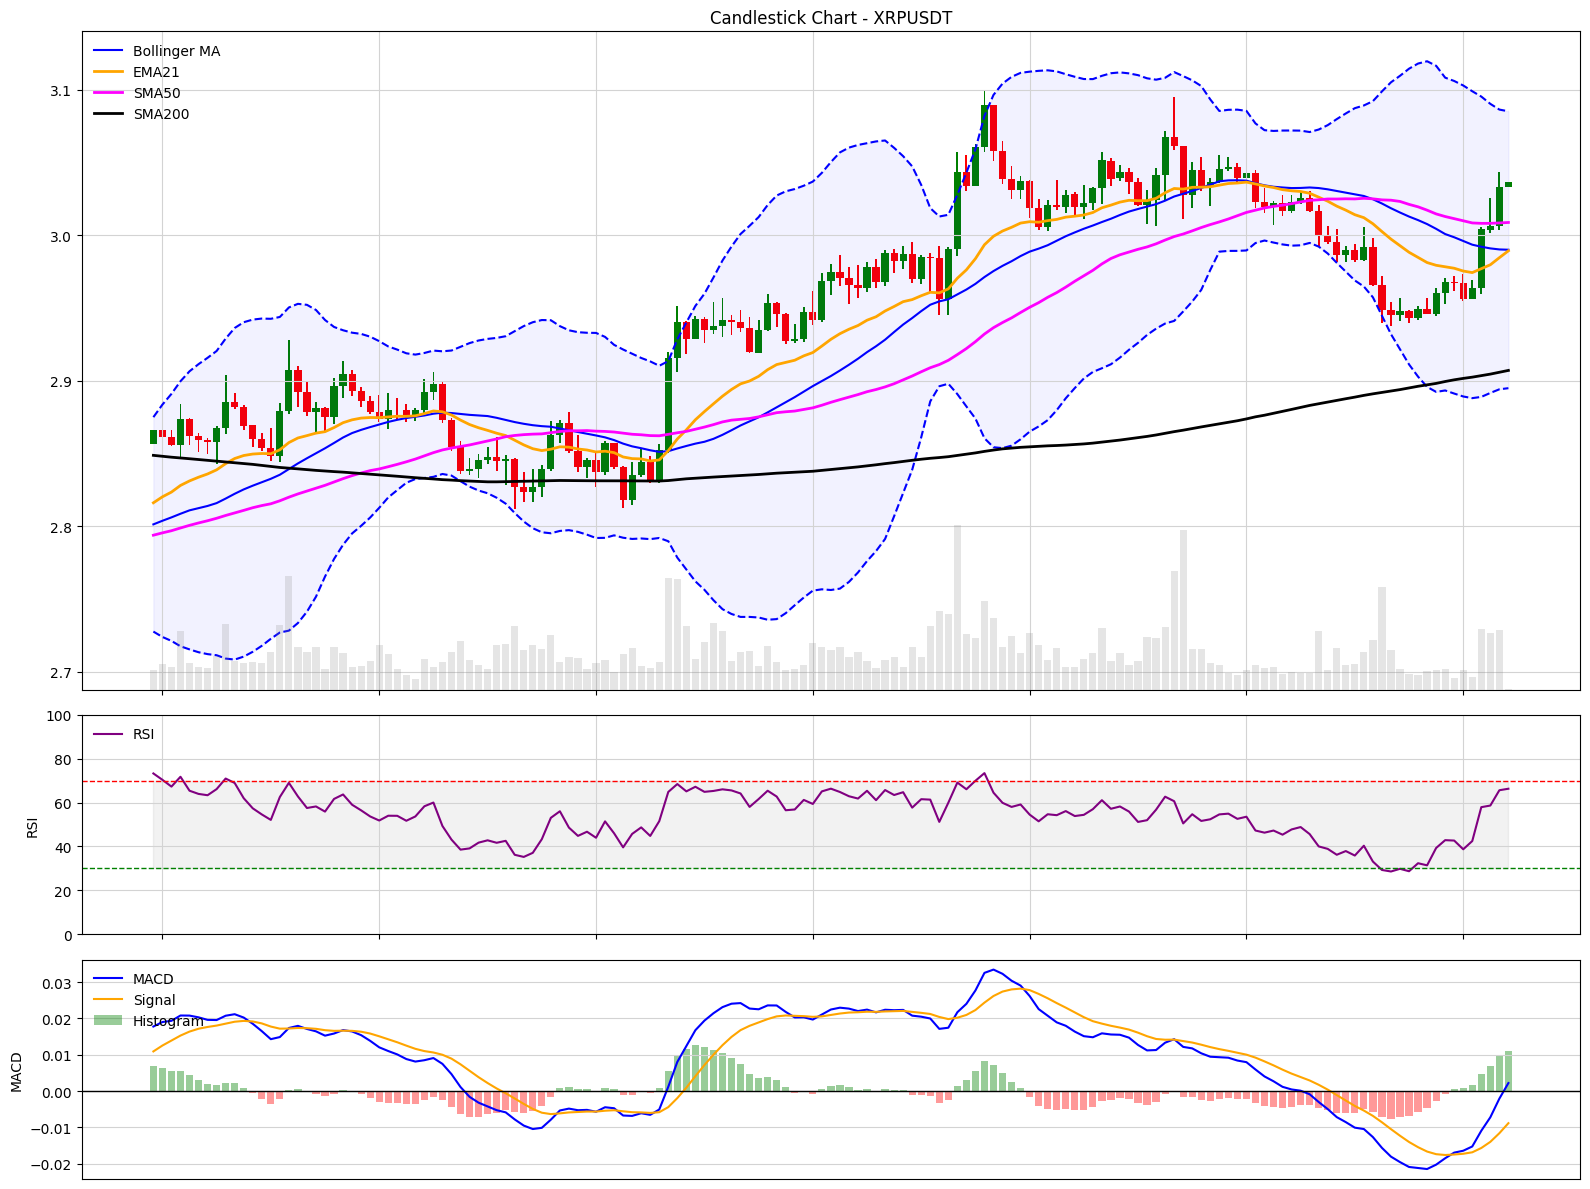 Candlestick Chart - XRPUSDT
Bollinger MA
EMA21
SMA50
SMA200
3.1
3.0
2.9
2.8
2.7
RSI
100
80
60
40
20
0
RSI
MACD
Signal
Histogram
0.03
0.02
0.01
0.00
−0.01
−0.02
MACD